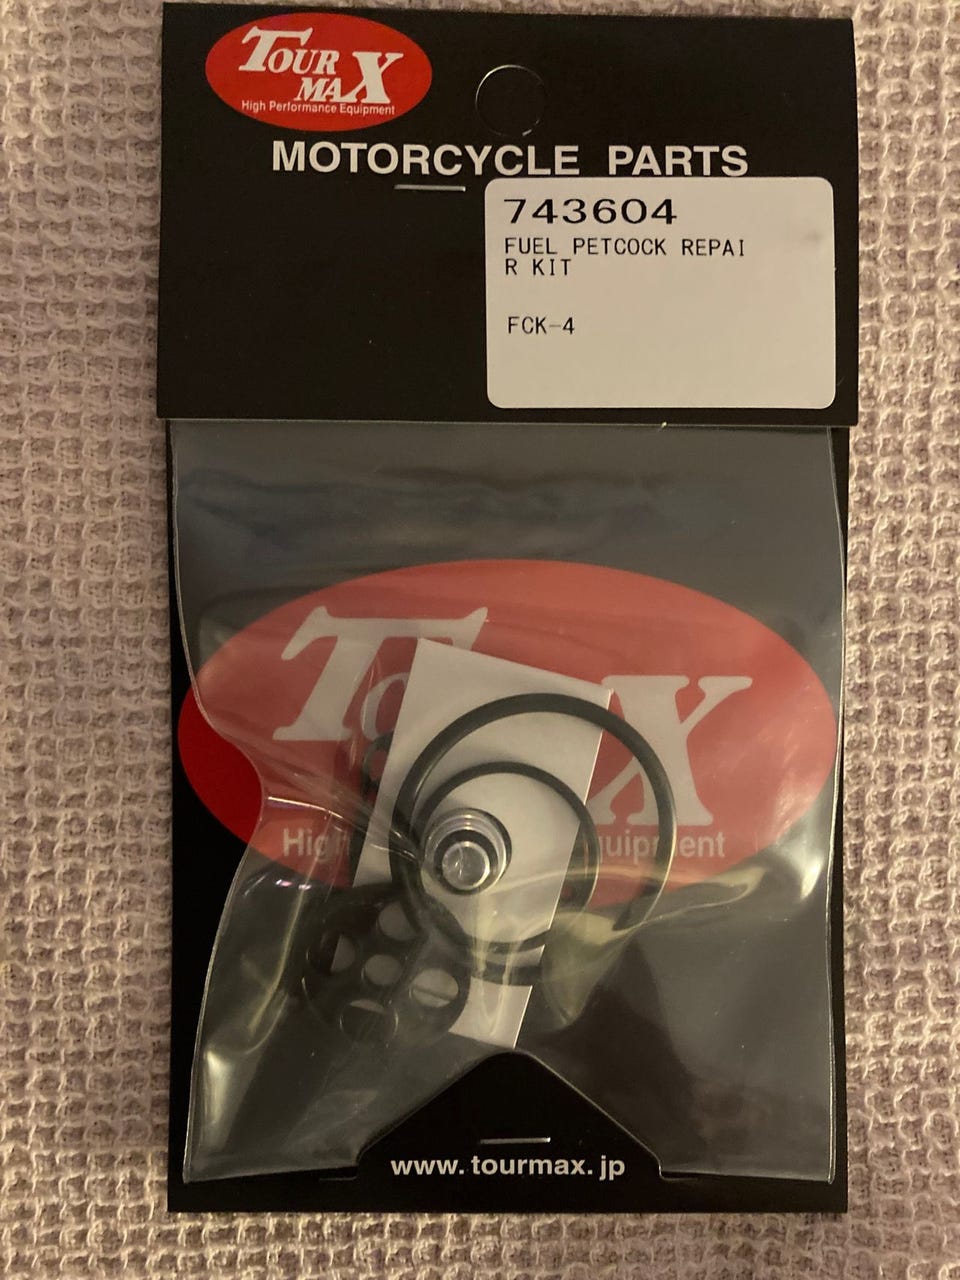 TOUR
MAX
High Performance Equipment
MOTORCYCLE PARTS
743604
FUEL PETCOCK REPAI
R KIT
FCK-4
X
www.tourmax.jp